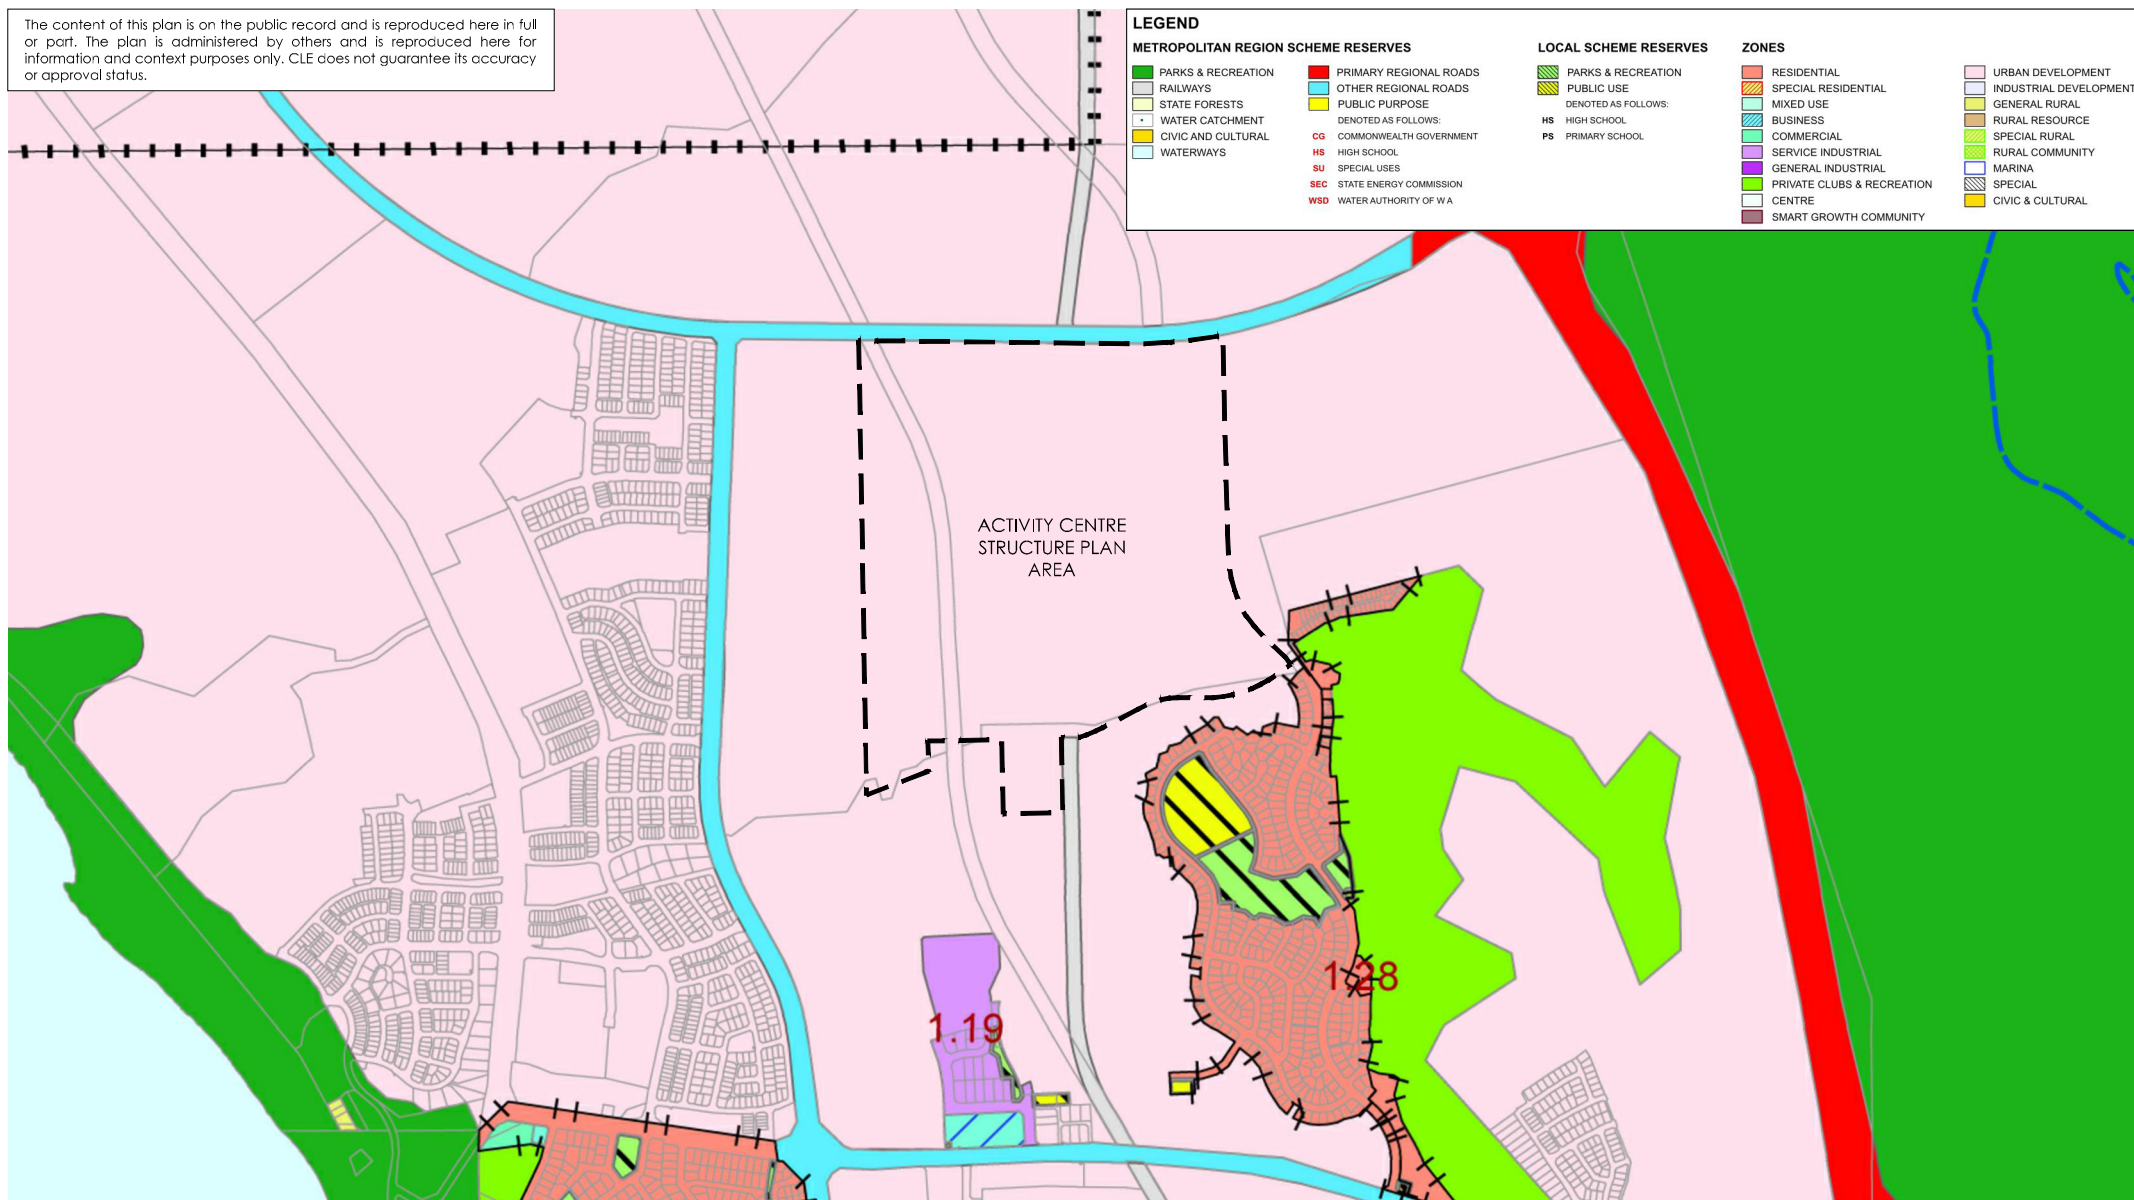 The content of this plan is on the public record and is reproduced here in full
or part. The plan is administered by others and is reproduced here for
information and context purposes only. CLE does not guarantee its accuracy
or approval status.
LEGEND
METROPOLITAN REGION SCHEME RESERVES
PARKS & RECREATION
RAILWAYS
STATE FORESTS
WATER CATCHMENT
CIVIC AND CULTURAL
WATERWAYS
PRIMARY REGIONAL ROADS
OTHER REGIONAL ROADS
PUBLIC PURPOSE
DENOTED AS FOLLOWS:
CG COMMONWEALTH GOVERNMENT
HS HIGH SCHOOL
SU SPECIAL USES
SEC STATE ENERGY COMMISSION
WSD WATER AUTHORITY OF W A
LOCAL SCHEME RESERVES
PARKS & RECREATION
PUBLIC USE
DENOTED AS FOLLOWS:
HS HIGH SCHOOL
PS PRIMARY SCHOOL
ZONES
RESIDENTIAL
SPECIAL RESIDENTIAL
MIXED USE
BUSINESS
COMMERCIAL
SERVICE INDUSTRIAL
GENERAL INDUSTRIAL
PRIVATE CLUBS & RECREATION
CENTRE
SMART GROWTH COMMUNITY
URBAN DEVELOPMENT
INDUSTRIAL DEVELOPMENT
GENERAL RURAL
RURAL RESOURCE
SPECIAL RURAL
RURAL COMMUNITY
MARINA
SPECIAL
CIVIC & CULTURAL
ACTIVITY CENTRE
STRUCTURE PLAN
AREA
1.28
1.19